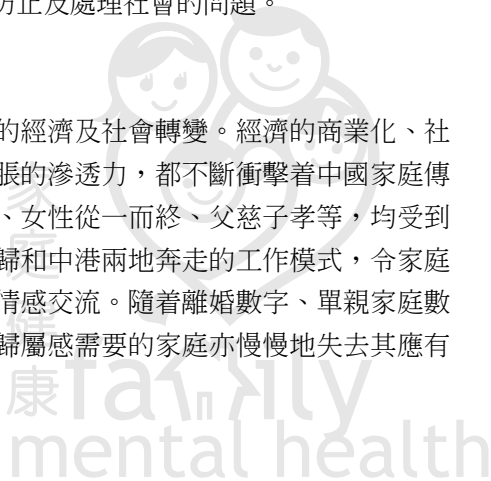 防止及處理社會的問題。
的經濟及社會轉變。經濟的商業化、社
張的滲透力，都不斷衝擊着中國家庭傳
、女性從一而終、父慈子孝等，均受到
歸和中港兩地奔走的工作模式，令家庭
情感交流。隨着離婚數字、單親家庭數
歸屬感需要的家庭亦慢慢地失去其應有
家庭健康
family
mental health